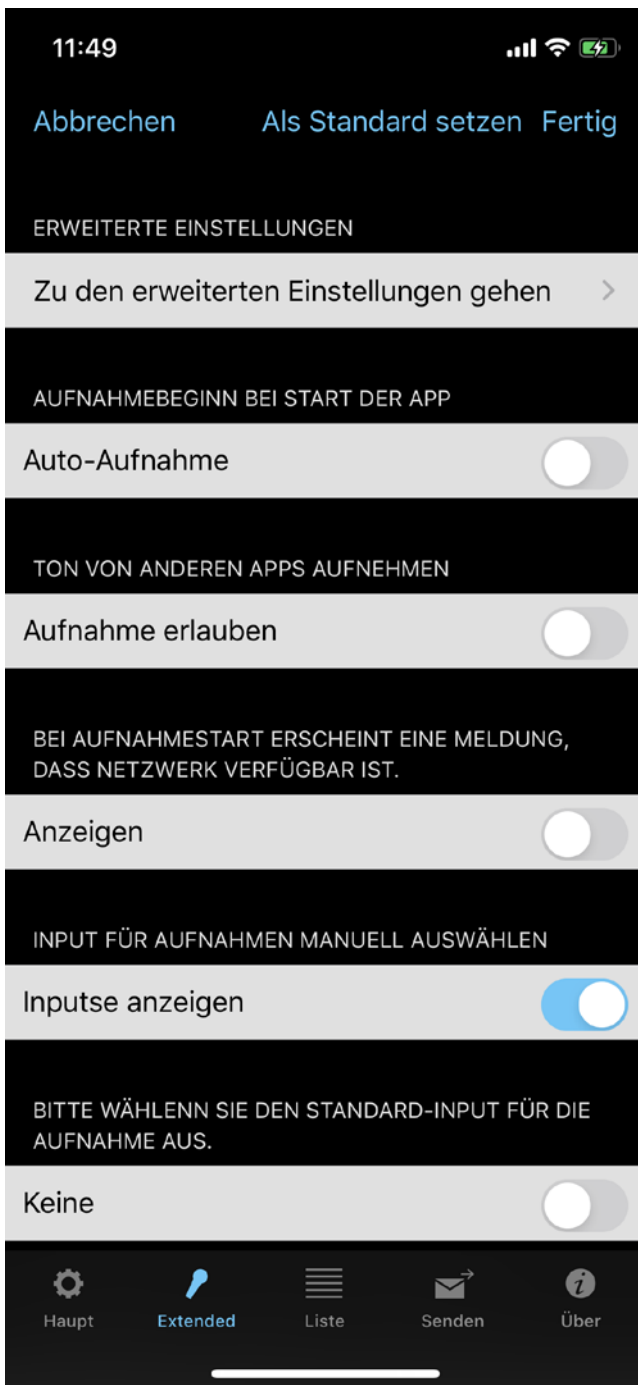 11:49
Abbrechen Als Standard setzen Fertig
ERWEITERTE EINSTELLUNGEN
Zu den erweiterten Einstellungen gehen
AUFNAHMEBEGINN BEI START DER APP
Auto-Aufnahme
TON VON ANDEREN APPS AUFNEHMEN
Aufnahme erlauben
BEI AUFNAHMESTART ERSCHEINT EINE MELDUNG,
DASS NETZWERK VERFÜGBAR IST.
Anzeigen
INPUT FÜR AUFNAHMEN MANUELL AUSWÄHLEN
Inputse anzeigen
BITTE WÄHLENN SIE DEN STANDARD-INPUT FÜR DIE
AUFNAHME AUS.
Keine
Haupt Extended Liste Senden Über